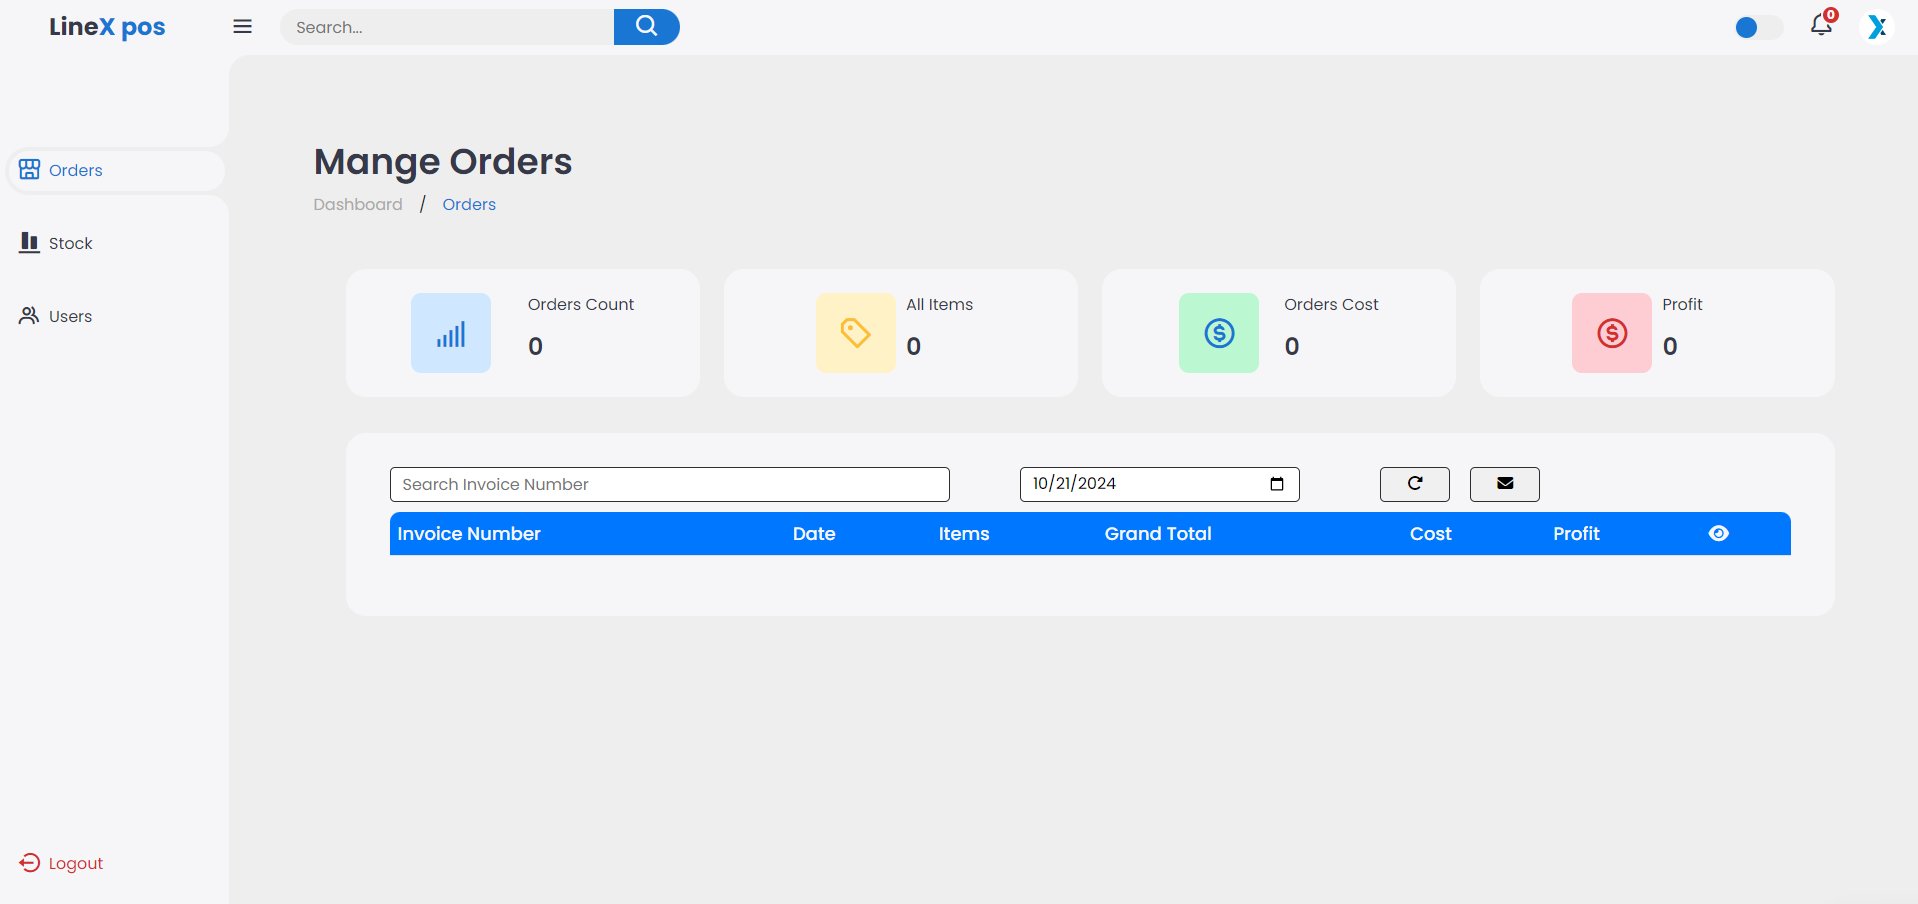 LineX pos
Search...
0
Orders
Stock
Users
Logout
Mange Orders
Dashboard / Orders
Orders Count
0
All Items
0
Orders Cost
0
Profit
0
Search Invoice Number
10/21/2024
Invoice Number Date Items Grand Total Cost Profit